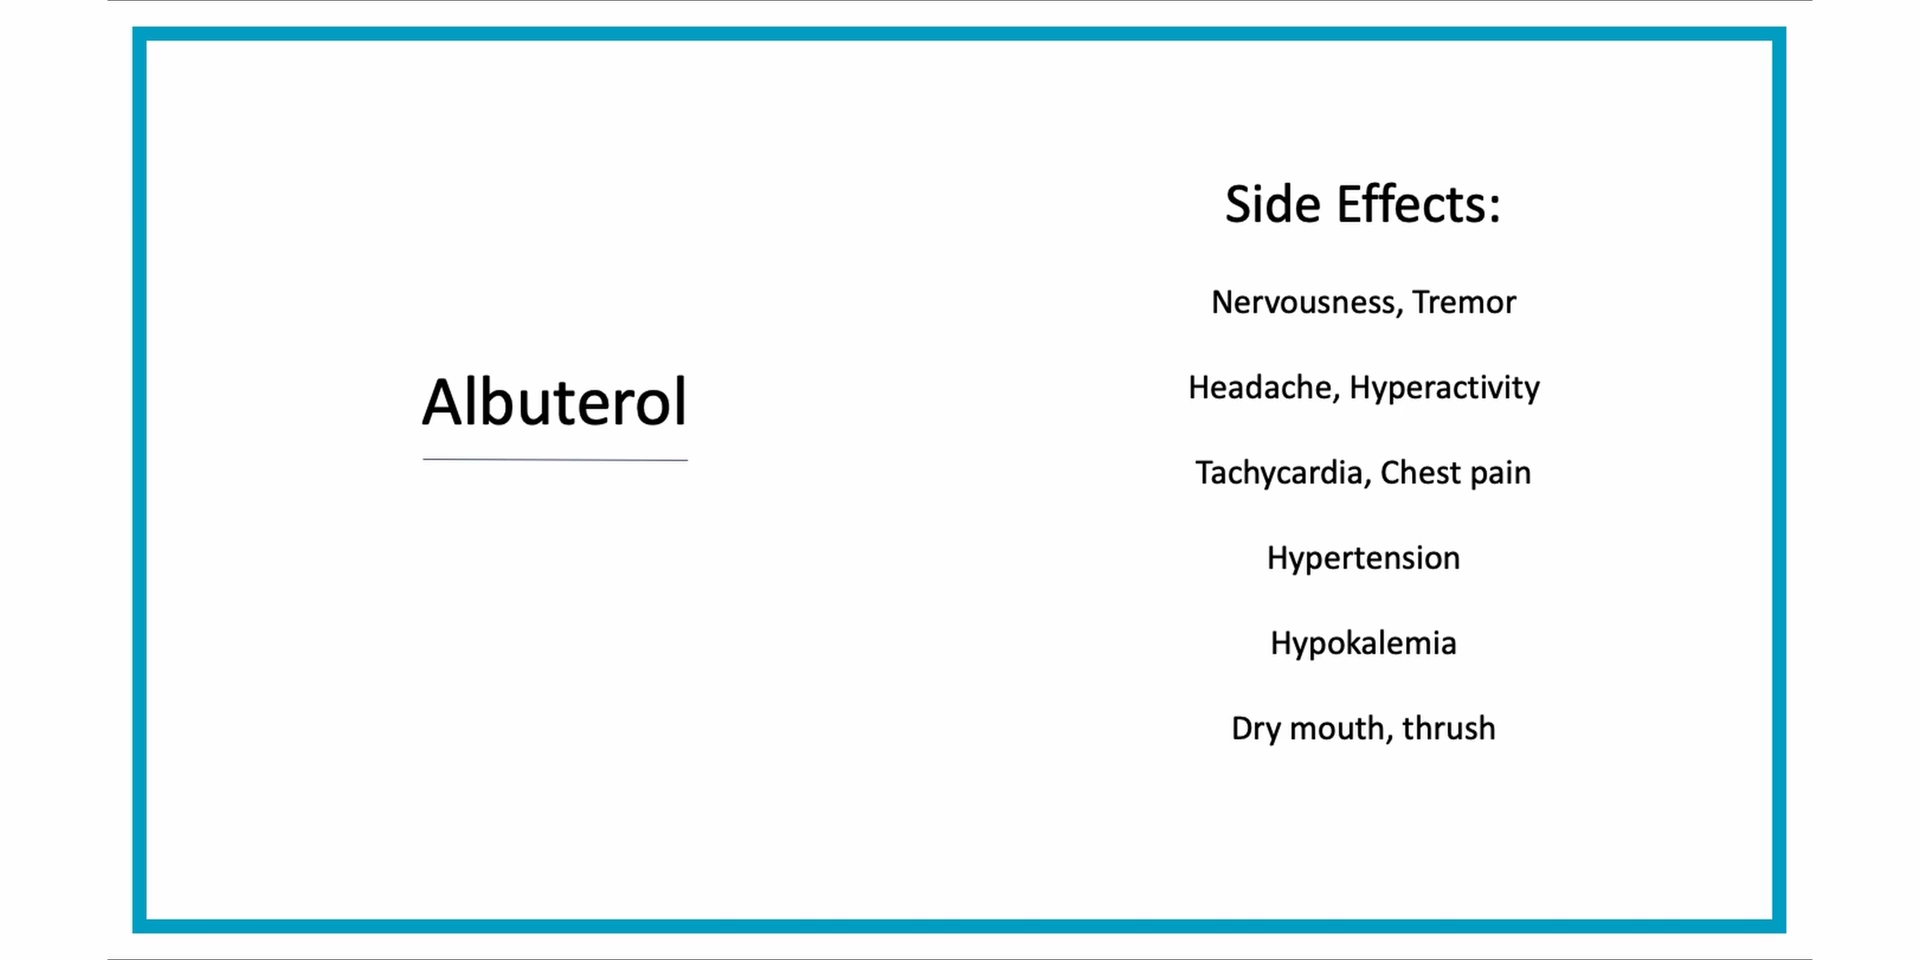 Albuterol
Side Effects:
Nervousness, Tremor
Headache, Hyperactivity
Tachycardia, Chest pain
Hypertension
Hypokalemia
Dry mouth, thrush